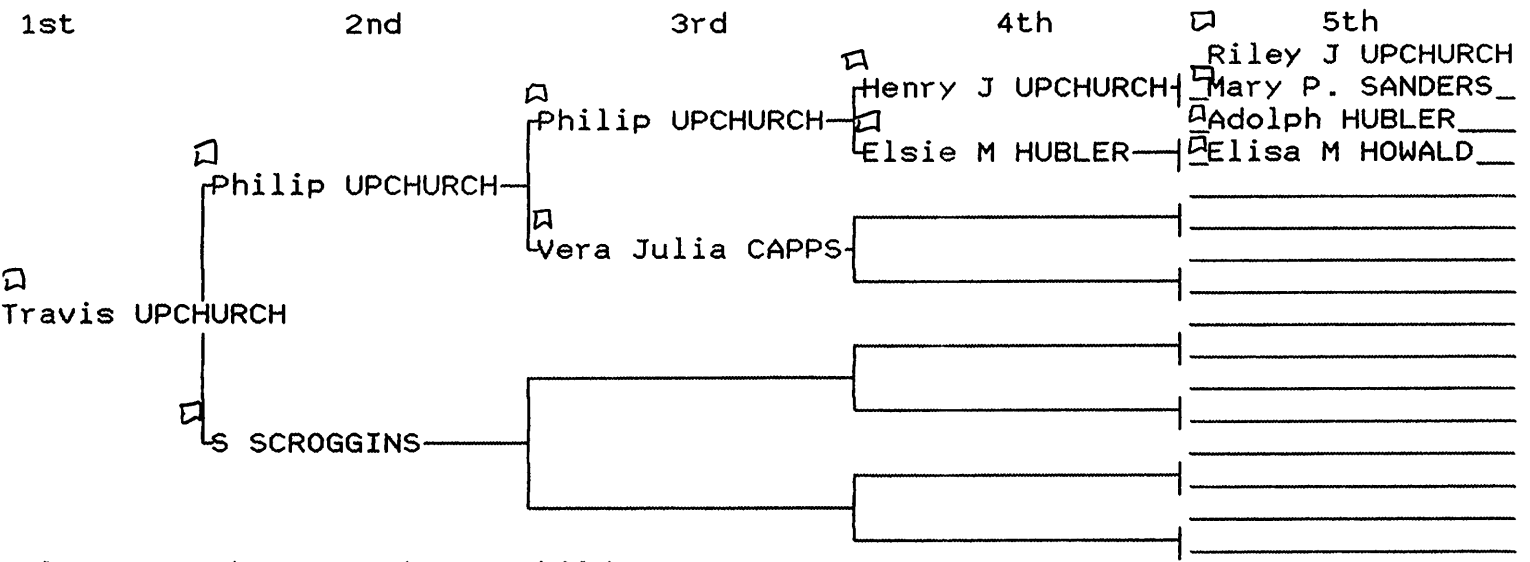 1st 2nd 3rd 4th 5th
Riley J UPCHURCH
Henry J UPCHURCH
Mary P. SANDERS
Philip UPCHURCH
Adolph HUBLER
Elsie M HUBLER
Elisa M HOWALD
Philip UPCHURCH
Vera Julia CAPPS
Travis UPCHURCH
S SCROGGINS